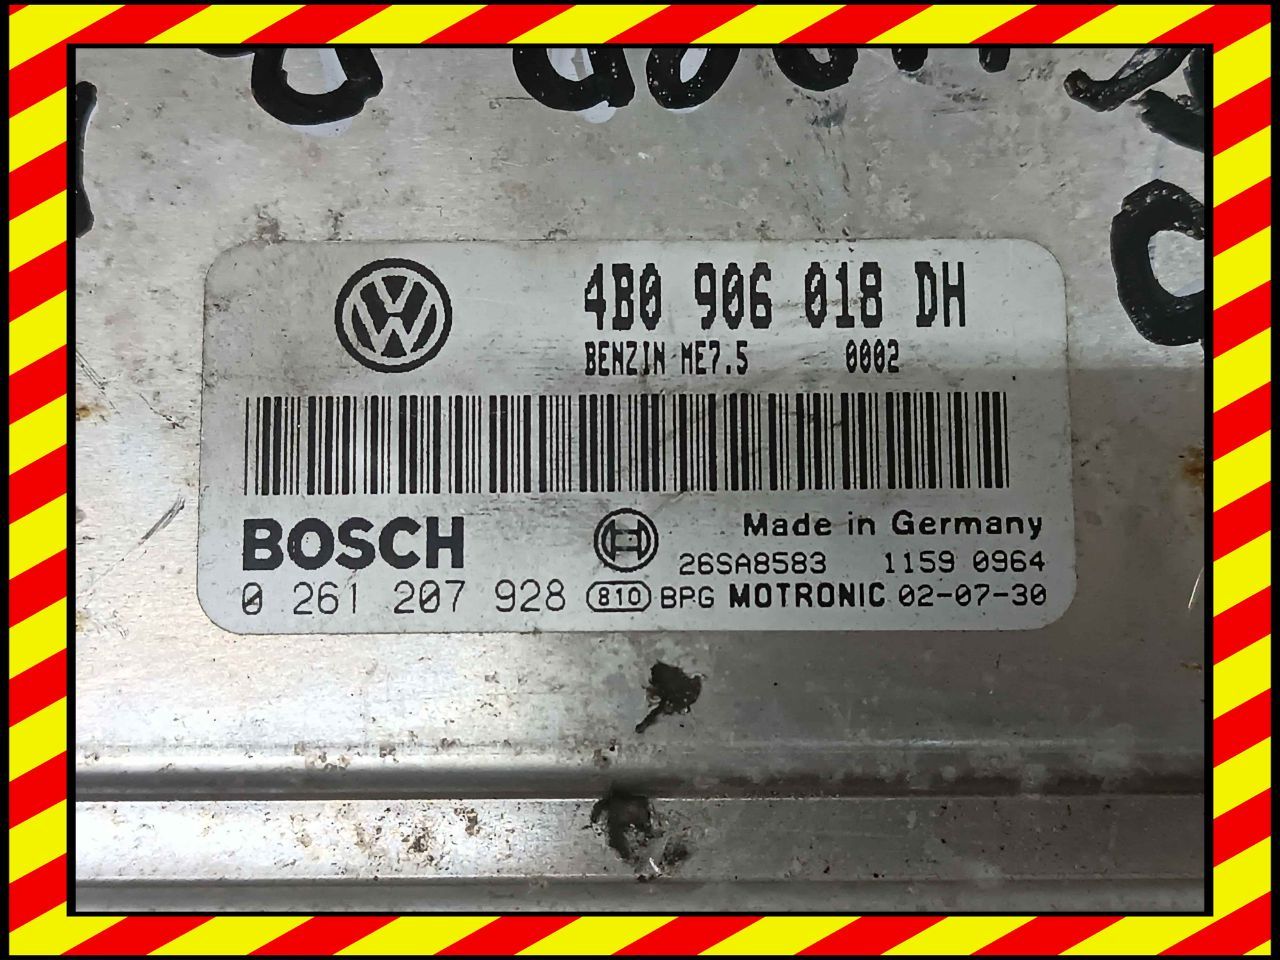 4B0 906 018 DH
BENZIN ME7.5 0002
BOSCH
Made in Germany
26SA8583 1159 0964
0 261 207 928 810 BPG MOTRONIC 02-07-30